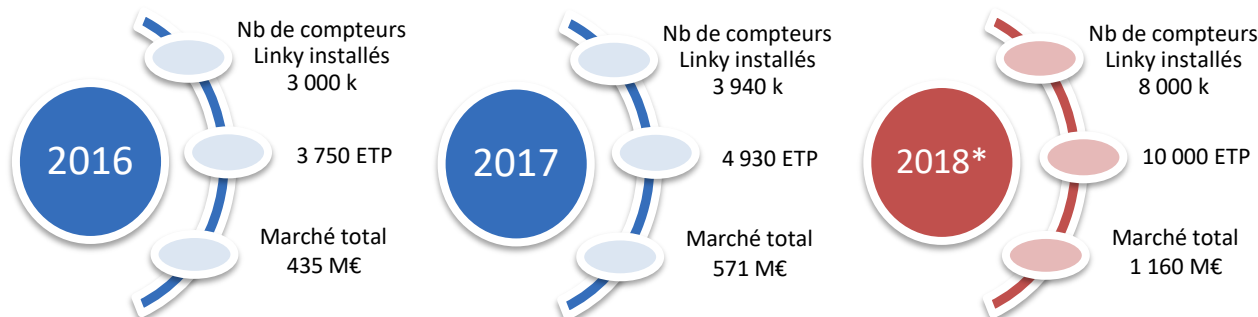 2016
Nb de compteurs
Linky installés
3 000 k
3 750 ETP
Marché total
435 M€
2017
Nb de compteurs
Linky installés
3 940 k
4 930 ETP
Marché total
571 M€
2018*
Nb de compteurs
Linky installés
8 000 k
10 000 ETP
Marché total
1 160 M€